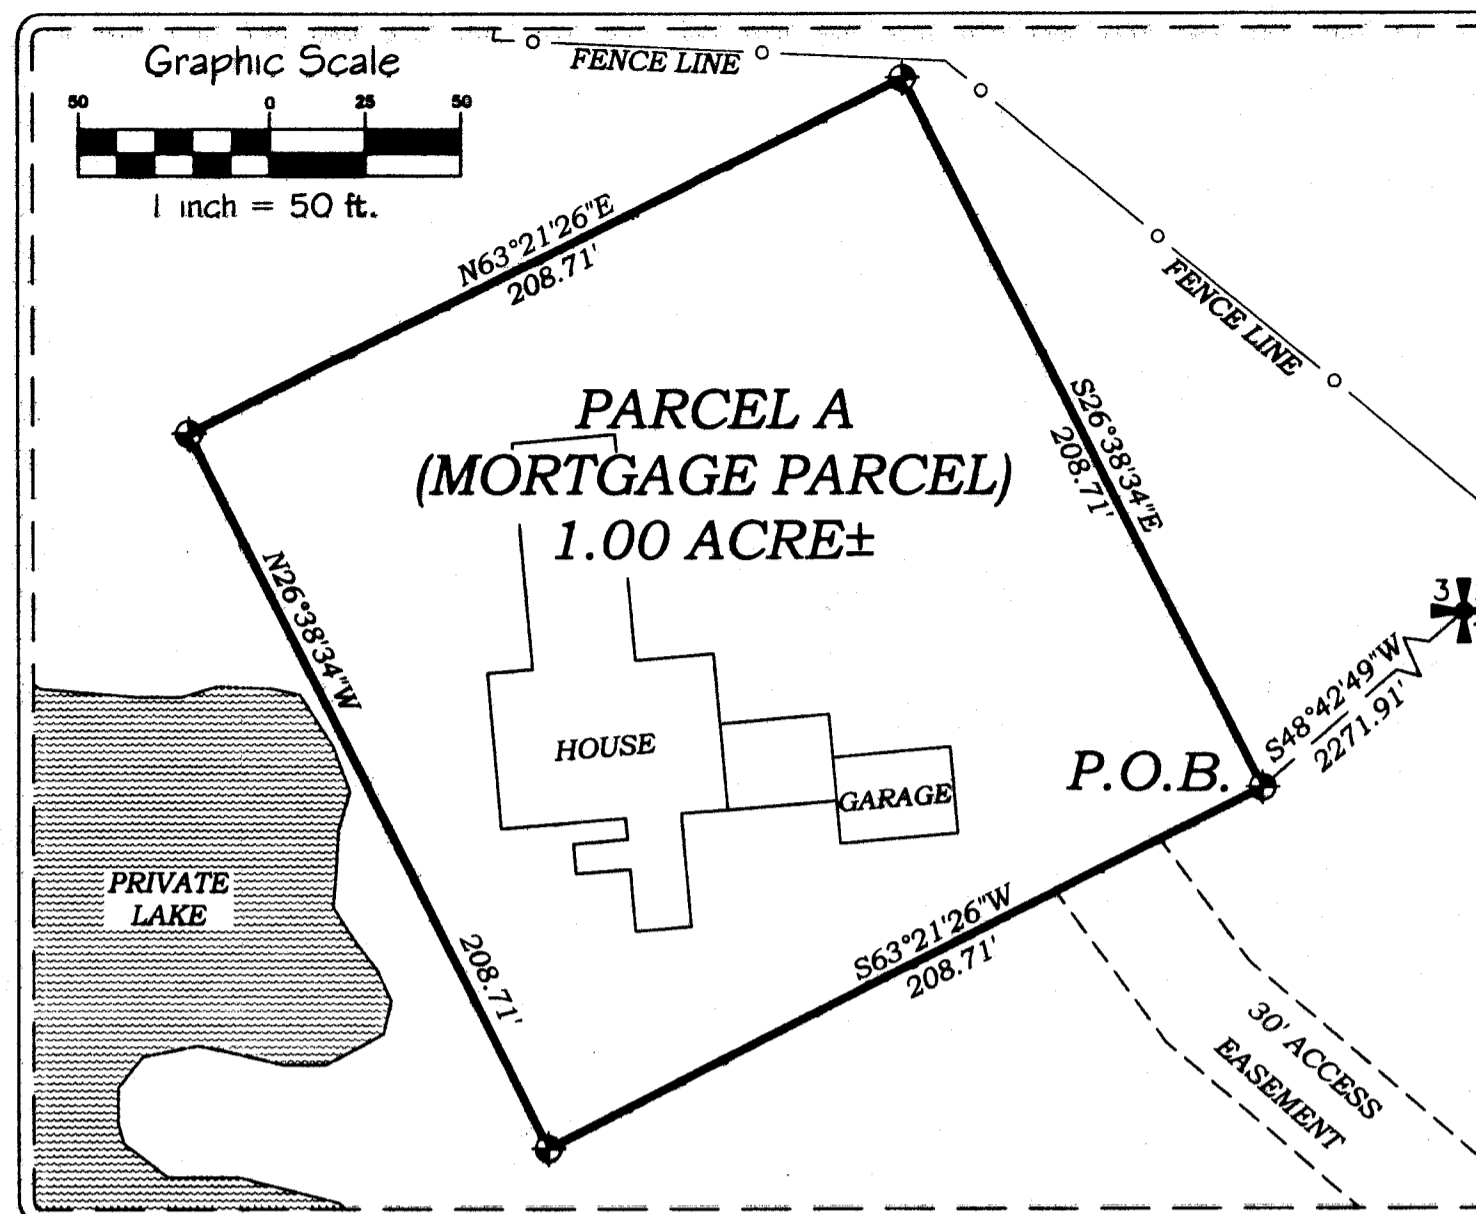 Graphic Scale
50 0 25 50
1 inch = 50 ft.
FENCE LINE
FENCE LINE
N63°21'26"E
208.71'
S26°38'34"E
208.71'
PARCEL A
(MORTGAGE PARCEL)
1.00 ACRE±
N26°38'34"W
208.71'
HOUSE
GARAGE
P.O.B.
S48°42'49"W
2271.91'
3
PRIVATE
LAKE
S63°21'26"W
208.71'
30' ACCESS
EASEMENT